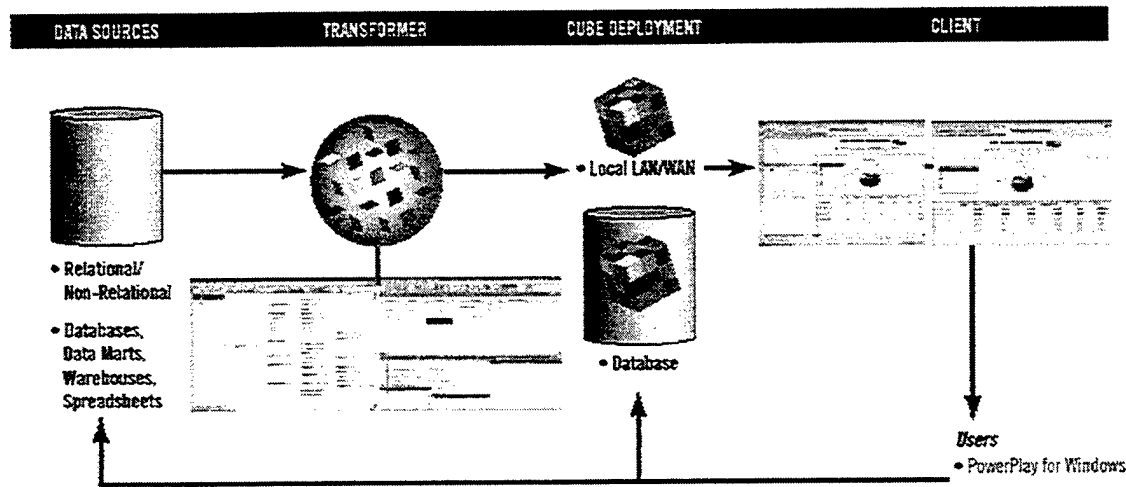 DATA SOURCES
TRANSFORMER
CUBE DEPLOYMENT
CLIENT
• Local LAN/WAN
• Relational/
Non-Relational
• Databases,
Data Marts,
Warehouses,
Spreadsheets
• Database
Users
• PowerPlay for Windows